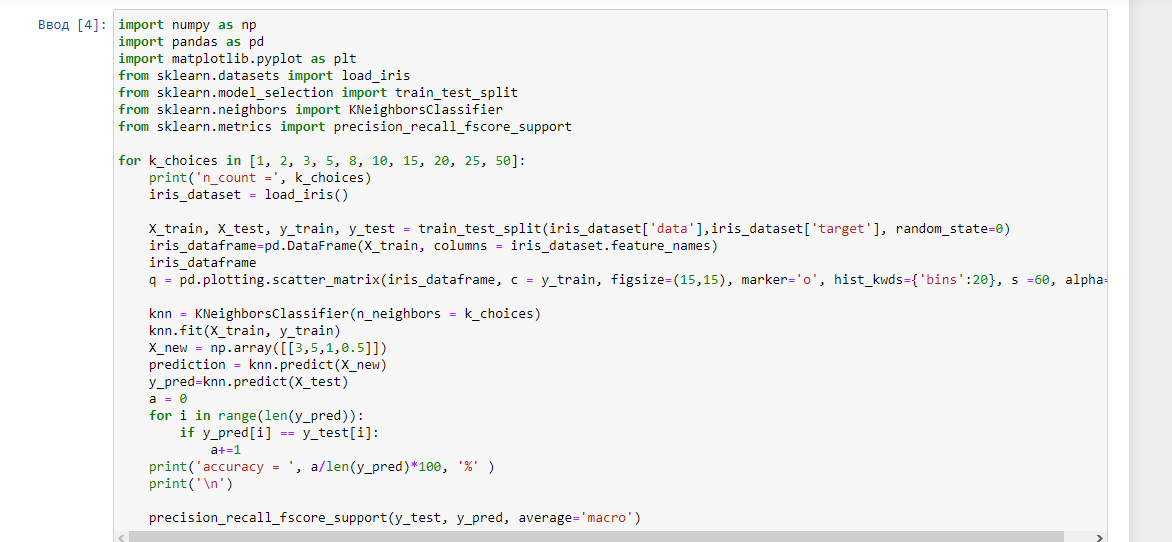 Ввод [4]:
import numpy as np
import pandas as pd
import matplotlib.pyplot as plt
from sklearn.datasets import load_iris
from sklearn.model_selection import train_test_split
from sklearn.neighbors import KNeighborsClassifier
from sklearn.metrics import precision_recall_fscore_support

for k_choices in [1, 2, 3, 5, 8, 10, 15, 20, 25, 50]:
    print('n_count =', k_choices)
    iris_dataset = load_iris()

    X_train, X_test, y_train, y_test = train_test_split(iris_dataset['data'],iris_dataset['target'], random_state=0)
    iris_dataframe=pd.DataFrame(X_train, columns = iris_dataset.feature_names)
    iris_dataframe
    q = pd.plotting.scatter_matrix(iris_dataframe, c = y_train, figsize=(15,15), marker='o', hist_kwds={'bins':20}, s =60, alpha=

    knn = KNeighborsClassifier(n_neighbors = k_choices)
    knn.fit(X_train, y_train)
    X_new = np.array([[3,5,1,0.5]])
    prediction = knn.predict(X_new)
    y_pred=knn.predict(X_test)
    a = 0
    for i in range(len(y_pred)):
        if y_pred[i] == y_test[i]:
            a+=1
    print('accuracy = ', a/len(y_pred)*100, '%' )
    print('\n')

    precision_recall_fscore_support(y_test, y_pred, average='macro')